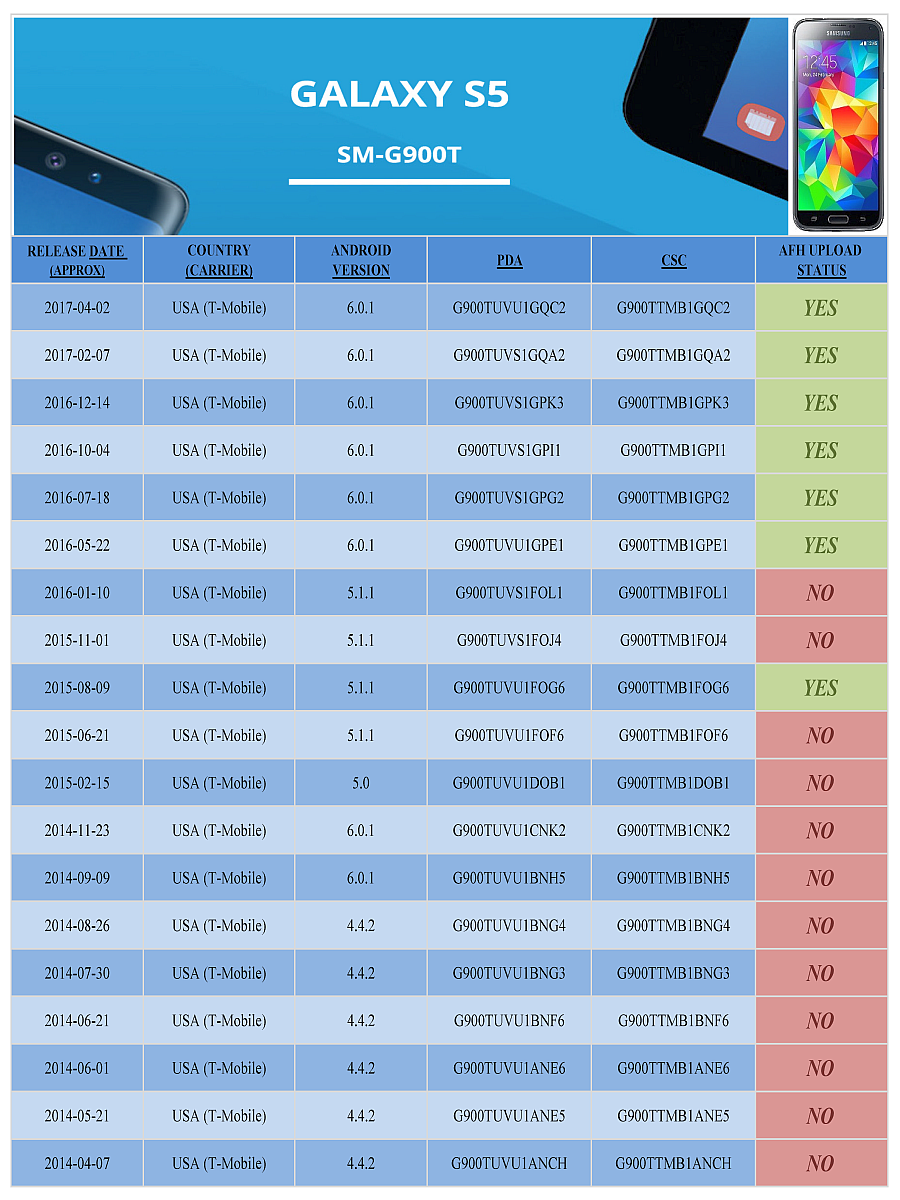 GALAXY S5
SM-G900T
SAMSUNG
12:45
RELEASE DATE (APPROX) COUNTRY (CARRIER) ANDROID VERSION PDA CSC AFH UPLOAD STATUS
2017-04-02 USA (T-Mobile) 6.0.1 G900TUVU1GQC2 G900TTMB1GQC2 YES
2017-02-07 USA (T-Mobile) 6.0.1 G900TUVS1GQA2 G900TTMB1GQA2 YES
2016-12-14 USA (T-Mobile) 6.0.1 G900TUVS1GPK3 G900TTMB1GPK3 YES
2016-10-04 USA (T-Mobile) 6.0.1 G900TUVS1GPI1 G900TTMB1GPI1 YES
2016-07-18 USA (T-Mobile) 6.0.1 G900TUVS1GPG2 G900TTMB1GPG2 YES
2016-05-22 USA (T-Mobile) 6.0.1 G900TUVU1GPE1 G900TTMB1GPE1 YES
2016-01-10 USA (T-Mobile) 5.1.1 G900TUVS1FOL1 G900TTMB1FOL1 NO
2015-11-01 USA (T-Mobile) 5.1.1 G900TUVS1FOJ4 G900TTMB1FOJ4 NO
2015-08-09 USA (T-Mobile) 5.1.1 G900TUVU1FOG6 G900TTMB1FOG6 YES
2015-06-21 USA (T-Mobile) 5.1.1 G900TUVU1FOF6 G900TTMB1FOF6 NO
2015-02-15 USA (T-Mobile) 5.0 G900TUVU1DOB1 G900TTMB1DOB1 NO
2014-11-23 USA (T-Mobile) 6.0.1 G900TUVU1CNK2 G900TTMB1CNK2 NO
2014-09-09 USA (T-Mobile) 6.0.1 G900TUVU1BNH5 G900TTMB1BNH5 NO
2014-08-26 USA (T-Mobile) 4.4.2 G900TUVU1BNG4 G900TTMB1BNG4 NO
2014-07-30 USA (T-Mobile) 4.4.2 G900TUVU1BNG3 G900TTMB1BNG3 NO
2014-06-21 USA (T-Mobile) 4.4.2 G900TUVU1BNF6 G900TTMB1BNF6 NO
2014-06-01 USA (T-Mobile) 4.4.2 G900TUVU1ANE6 G900TTMB1ANE6 NO
2014-05-21 USA (T-Mobile) 4.4.2 G900TUVU1ANE5 G900TTMB1ANE5 NO
2014-04-07 USA (T-Mobile) 4.4.2 G900TUVU1ANCH G900TTMB1ANCH NO